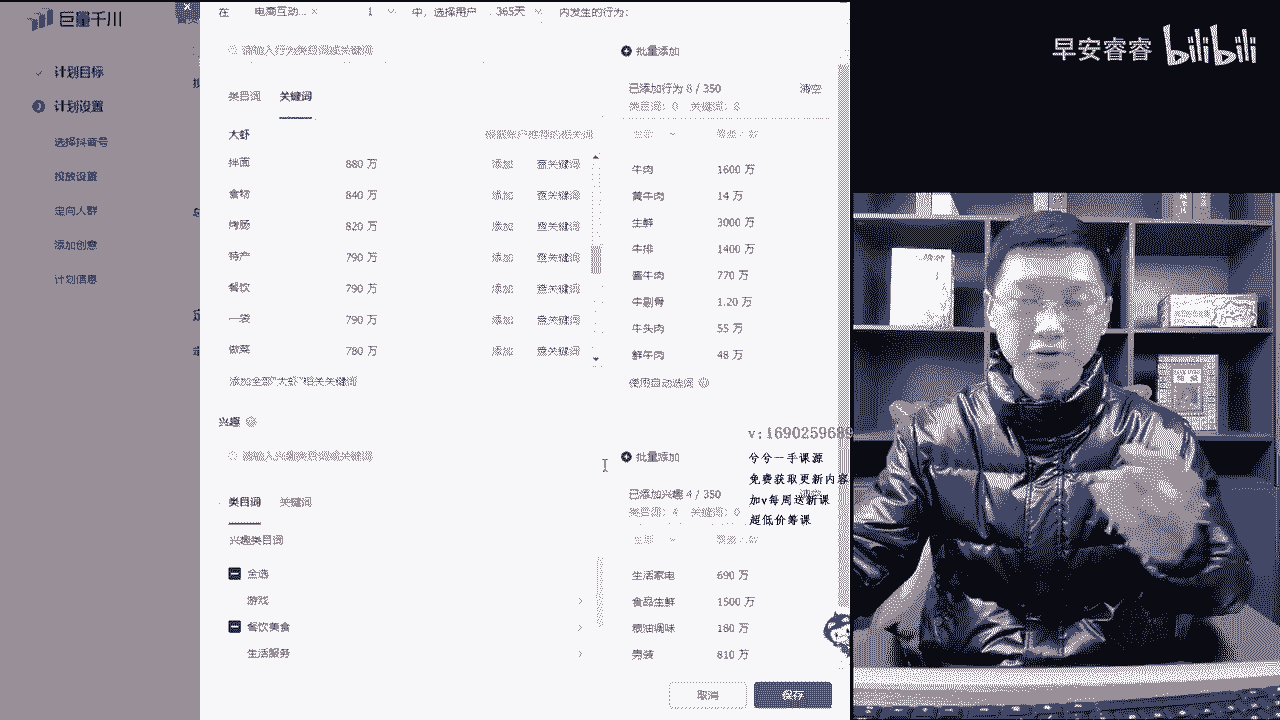 巨量千川
计划目标
计划设置
选择抖音号
投放设置
定向人群
添加创意
计划信息
在 电商互动... × 1 中，选择用户 365天 内发生的行为：
请输入行为类目词或关键词
批量添加
类目词 关键词
已添加行为 8 / 350 清空
类目词：0 关键词：8
大虾
拌面 880 万 添加 查关键词
食物 840 万 添加 查关键词
烤肠 820 万 添加 查关键词
特产 790 万 添加 查关键词
餐饮 790 万 添加 查关键词
一袋 790 万 添加 查关键词
做菜 780 万 添加 查关键词
添加全部"大虾"相关关键词
牛肉 1600 万
黄牛肉 14 万
生鲜 3000 万
牛排 1400 万
酱牛肉 770 万
牛剔骨 1.20 万
牛头肉 55 万
鲜牛肉 48 万
使用自动选词
兴趣
请输入兴趣类目词或关键词
批量添加
类目词 关键词
已添加兴趣 4 / 350
类目词：4 关键词：0
兴趣类目词
全选
游戏
餐饮美食
生活服务
生活家电 690 万
食品生鲜 1500 万
粮油调味 180 万
男装 810 万
取消 保存
早安睿睿 bilibili
v:1690259689
兮兮一手课源
免费获取更新内容
加v每周送新课
超低价筹课